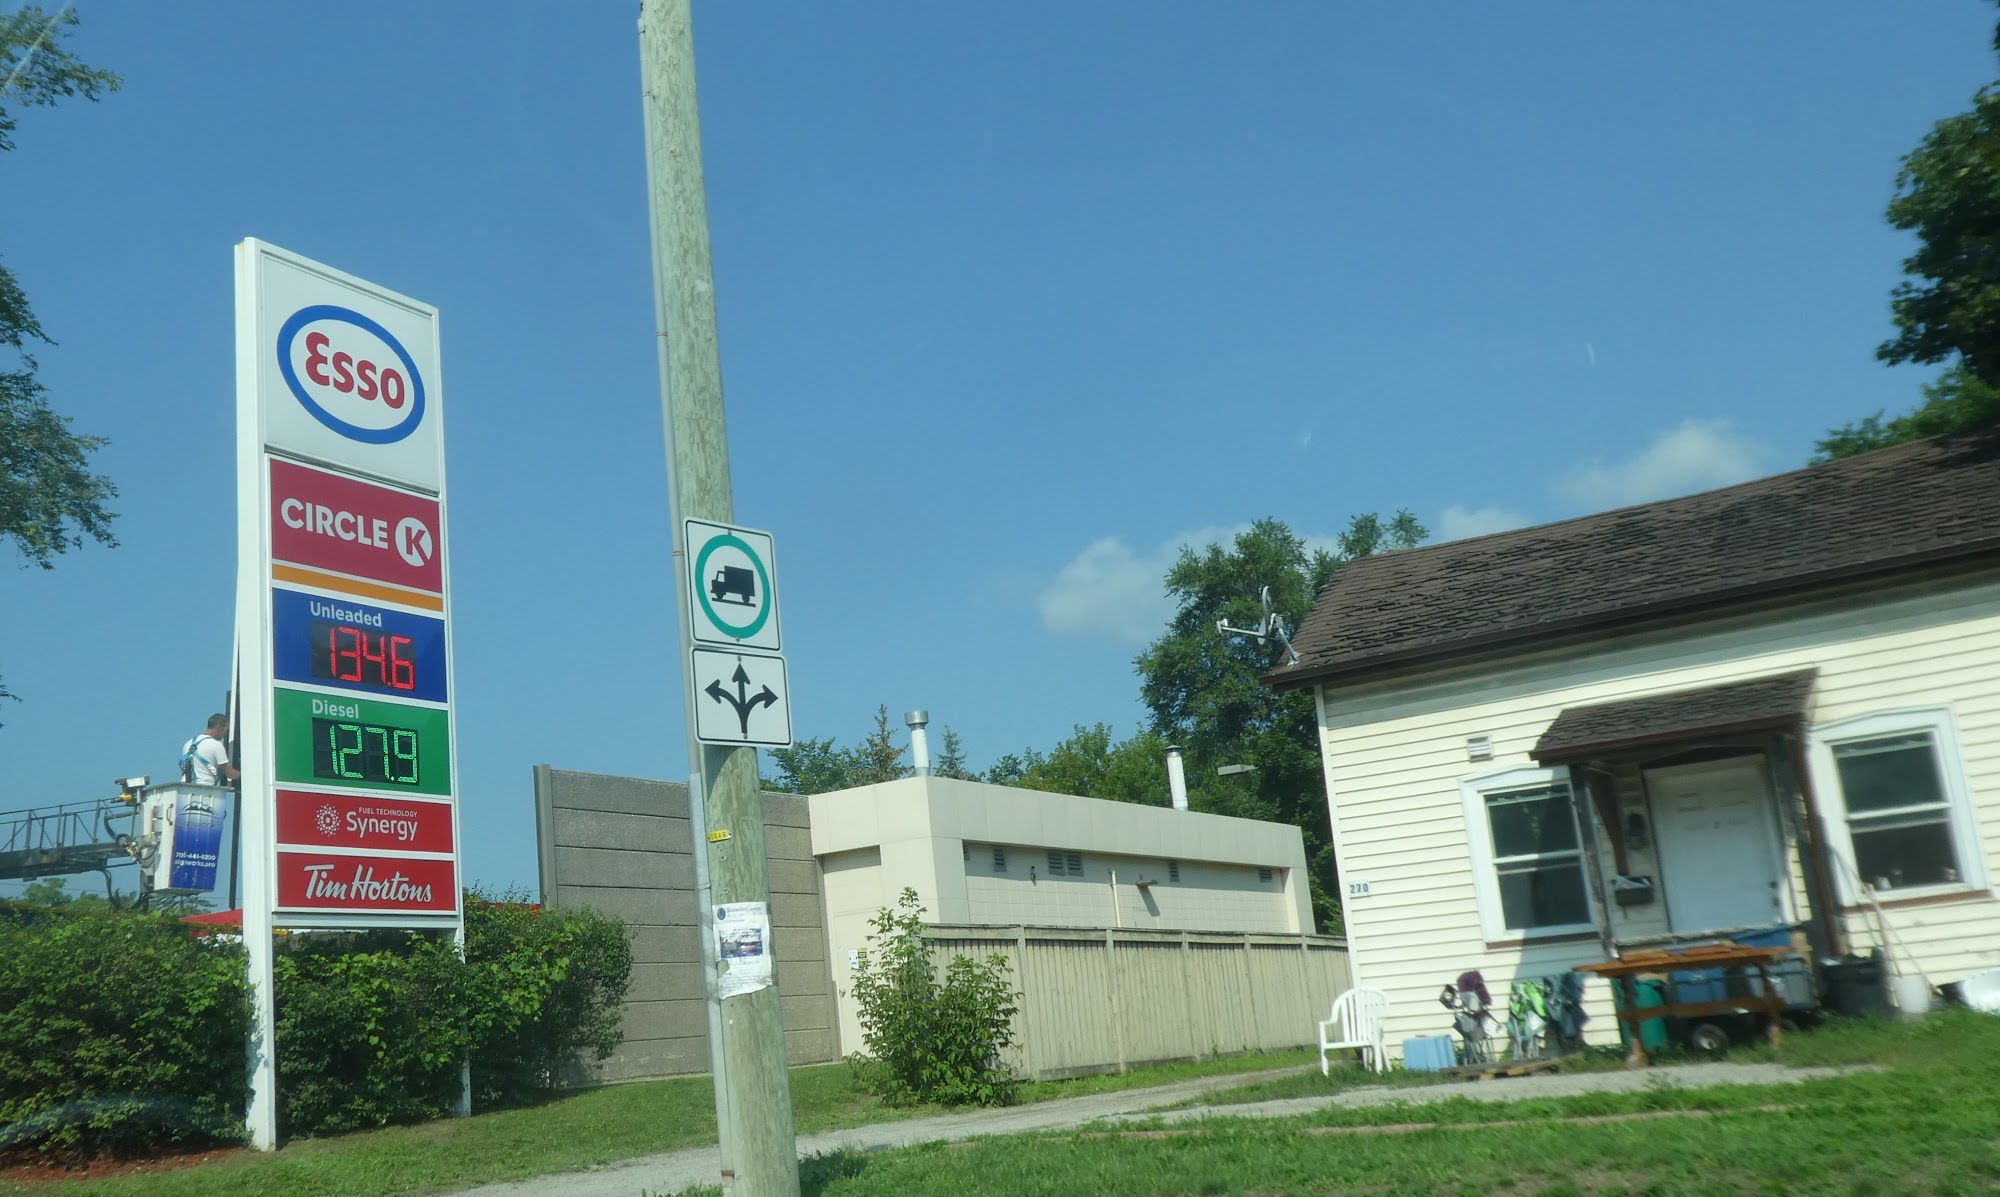 Esso
CIRCLE K
Unleaded
134.6
Diesel
127.9
FUEL TECHNOLOGY
Synergy
Tim Hortons
270